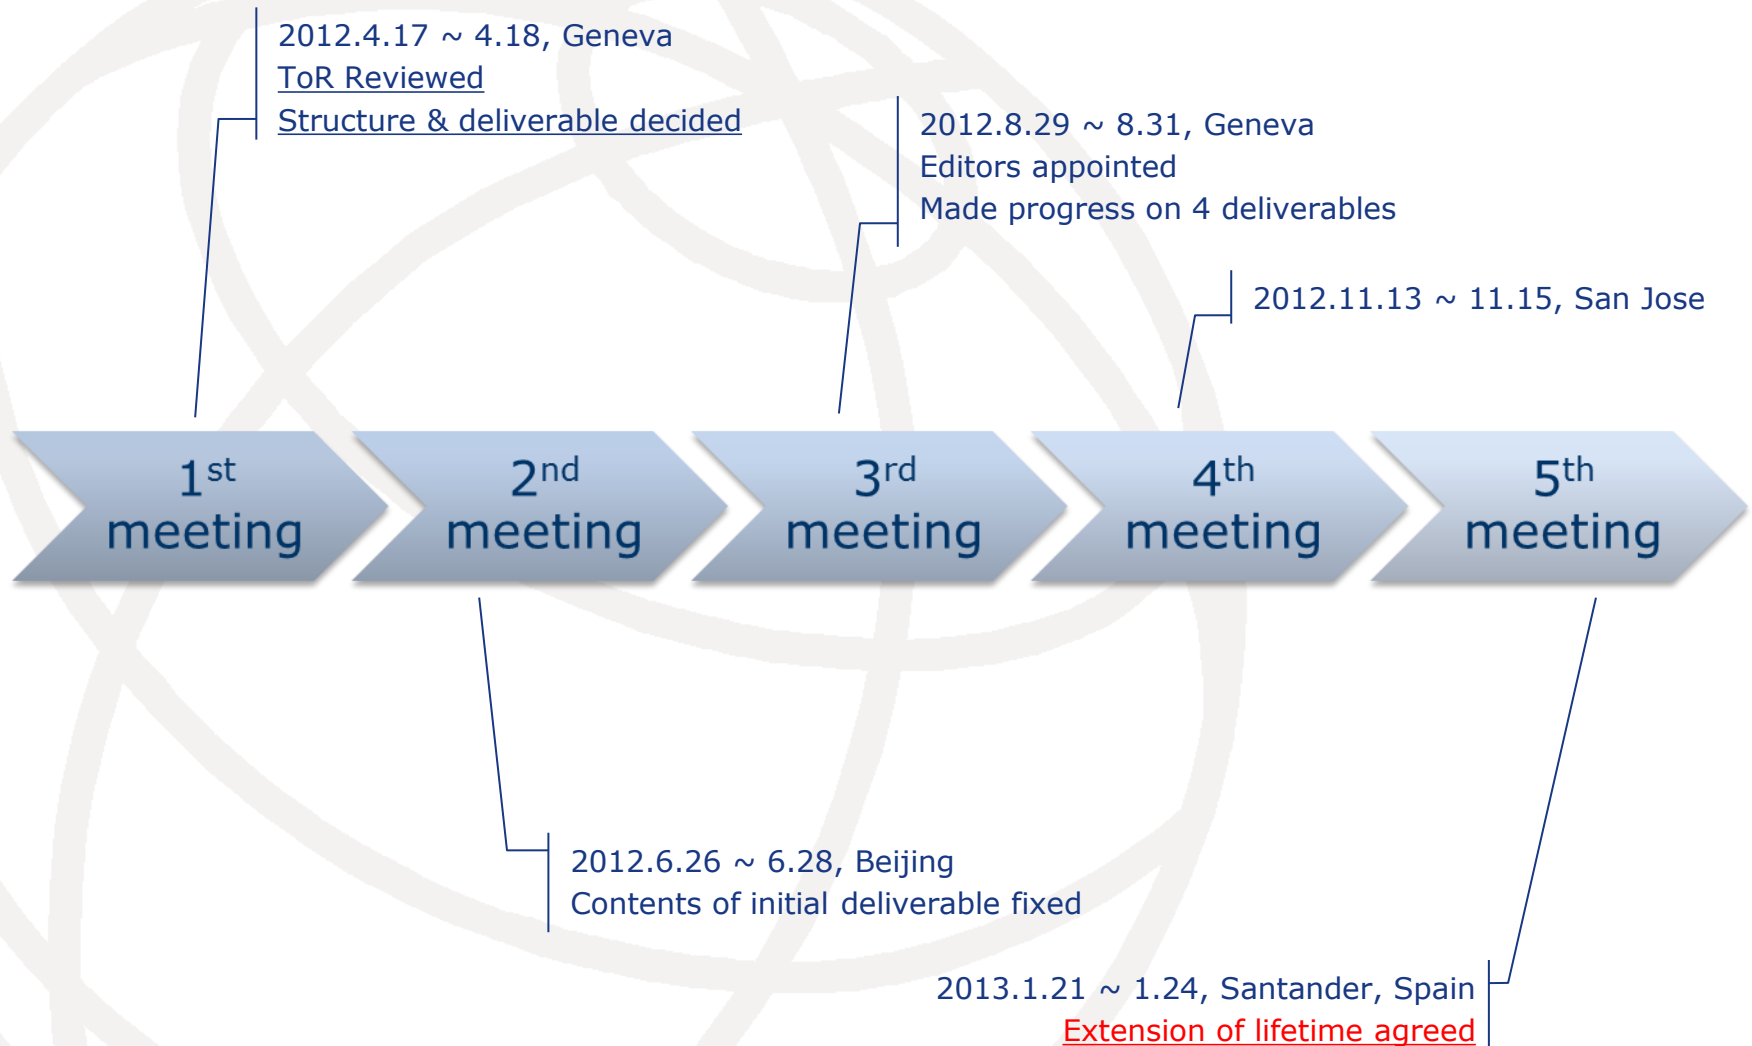 2012.4.17 ~ 4.18, Geneva
ToR Reviewed
Structure & deliverable decided
2012.8.29 ~ 8.31, Geneva
Editors appointed
Made progress on 4 deliverables
2012.11.13 ~ 11.15, San Jose
1st
meeting
2nd
meeting
3rd
meeting
4th
meeting
5th
meeting
2012.6.26 ~ 6.28, Beijing
Contents of initial deliverable fixed
2013.1.21 ~ 1.24, Santander, Spain
Extension of lifetime agreed